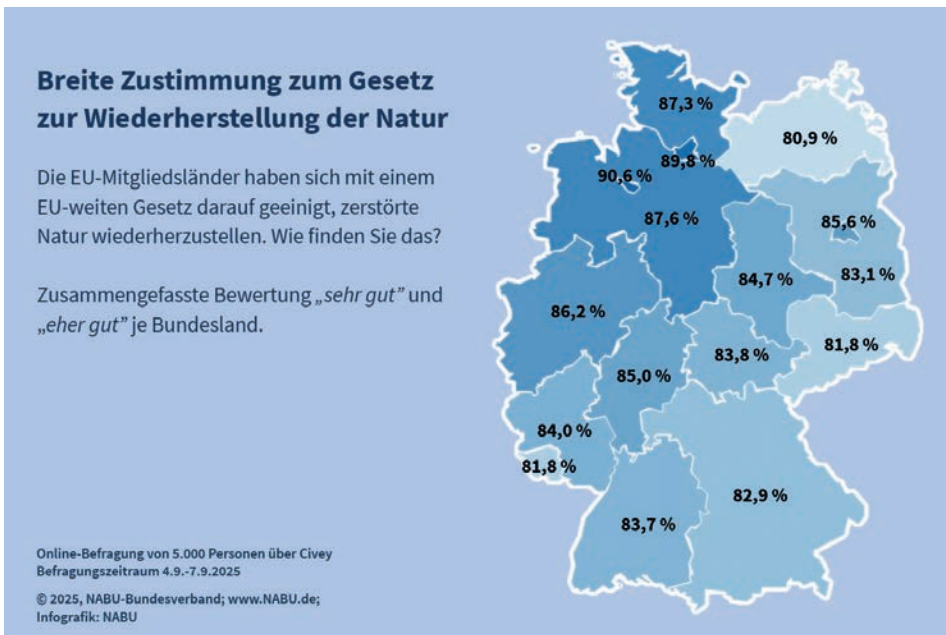 Breite Zustimmung zum Gesetz
zur Wiederherstellung der Natur
Die EU-Mitgliedsländer haben sich mit einem
EU-weiten Gesetz darauf geeinigt, zerstörte
Natur wiederherzustellen. Wie finden Sie das?
Zusammengefasste Bewertung „sehr gut” und
„eher gut” je Bundesland.
Online-Befragung von 5.000 Personen über Civey
Befragungszeitraum 4.9.-7.9.2025
© 2025, NABU-Bundesverband; www.NABU.de;
Infografik: NABU
87,3 %
80,9 %
89,8 %
90,6 %
87,6 %
85,6 %
84,7 %
83,1 %
86,2 %
83,8 %
81,8 %
85,0 %
84,0 %
81,8 %
82,9 %
83,7 %